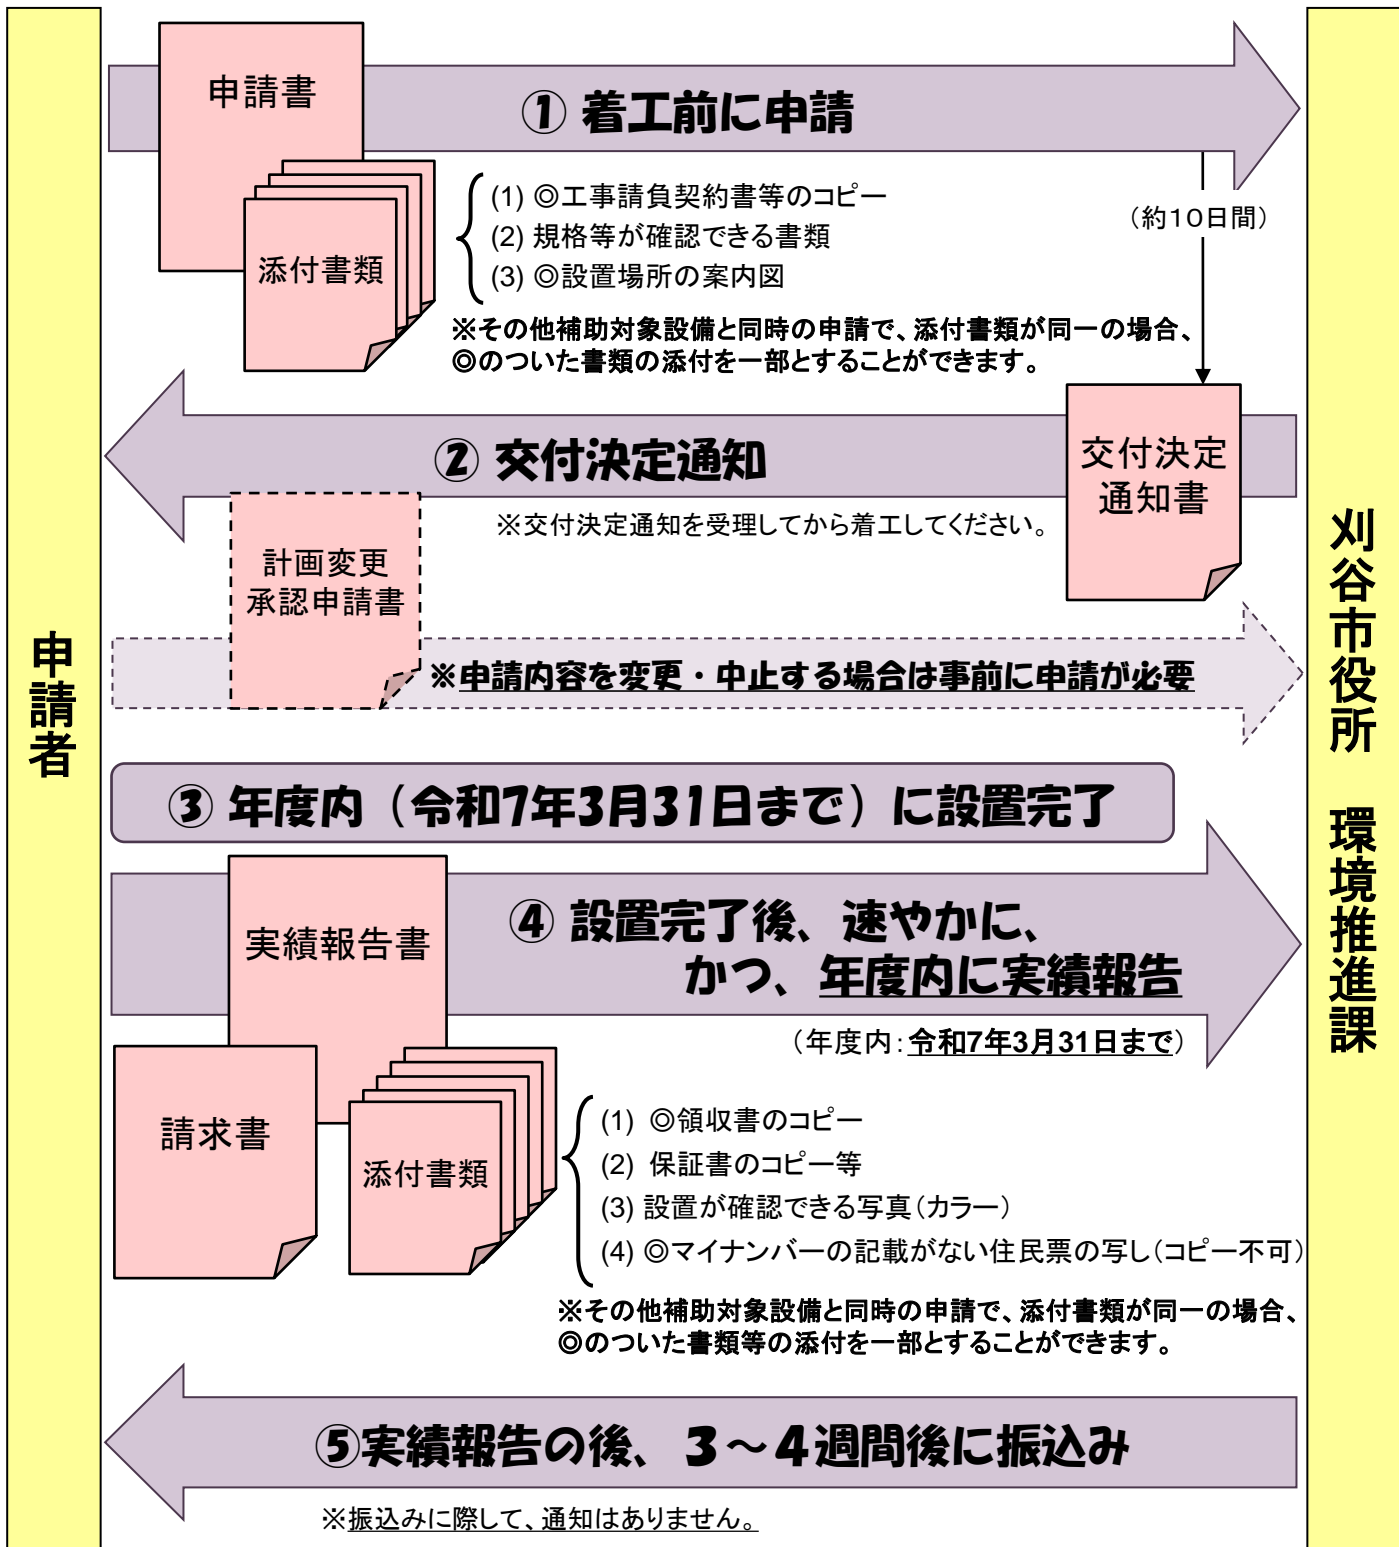 申請者
刈谷市役所　環境推進課
申請書
添付書類
① 着工前に申請
(1) ◎工事請負契約書等のコピー
(2) 規格等が確認できる書類
(3) ◎設置場所の案内図
（約１０日間）
※その他補助対象設備と同時の申請で、添付書類が同一の場合、
◎のついた書類の添付を一部とすることができます。
② 交付決定通知
交付決定
通知書
※交付決定通知を受理してから着工してください。
計画変更
承認申請書
※申請内容を変更・中止する場合は事前に申請が必要
③ 年度内（令和7年3月31日まで）に設置完了
実績報告書
請求書
添付書類
④ 設置完了後、速やかに、
かつ、年度内に実績報告
（年度内：令和7年3月31日まで）
(1) ◎領収書のコピー
(2) 保証書のコピー等
(3) 設置が確認できる写真（カラー）
(4) ◎マイナンバーの記載がない住民票の写し（コピー不可）
※その他補助対象設備と同時の申請で、添付書類が同一の場合、
◎のついた書類等の添付を一部とすることができます。
⑤実績報告の後、３～４週間後に振込み
※振込みに際して、通知はありません。